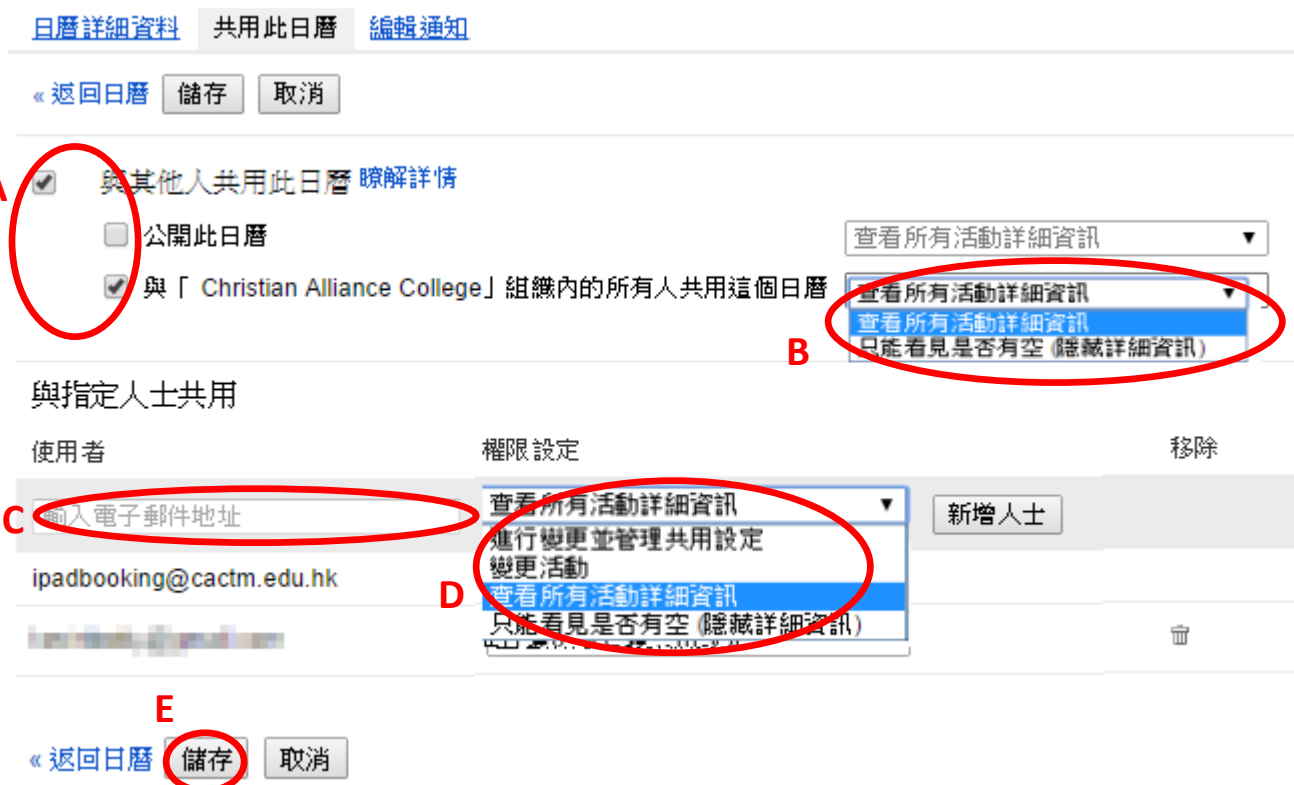 日曆詳細資料 共用此日曆 編輯通知
«返回日曆 儲存 取消
A
與其他人共用此日曆 瞭解詳情
公開此日曆 查看所有活動詳細資訊
與「 Christian Alliance College」組織內的所有人共用這個日曆 查看所有活動詳細資訊
查看所有活動詳細資訊
只能看見是否有空 (隱藏詳細資訊)
B
與指定人士共用
使用者 權限設定 移除
C 輸入電子郵件地址 查看所有活動詳細資訊 新增人士
進行變更並管理共用設定
變更活動
ipadbooking@cactm.edu.hk
D 查看所有活動詳細資訊
只能看見是否有空 (隱藏詳細資訊)
E
«返回日曆 儲存 取消